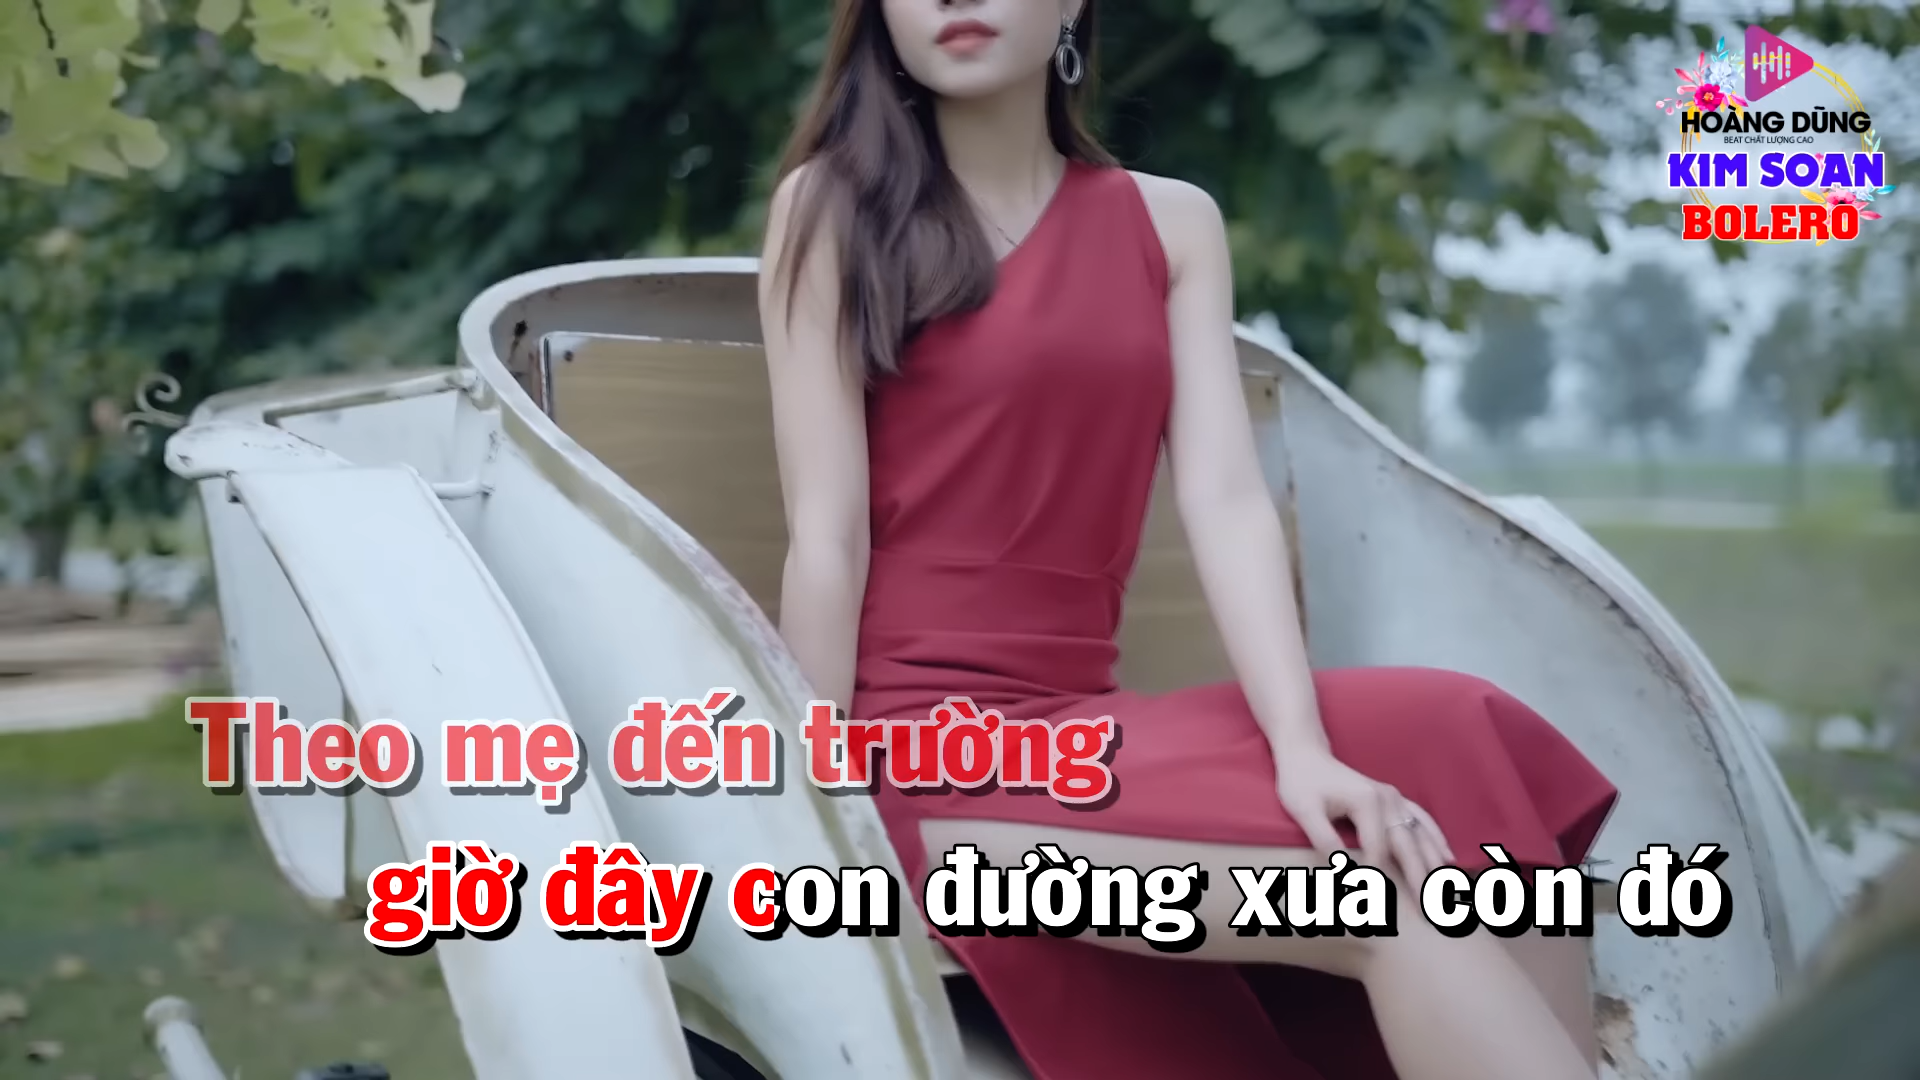 HOÀNG DŨNG
BEAT CHẤT LƯỢNG CAO
KIM SOAN
BOLERO
Theo mẹ đến trường
giờ đây con đường xưa còn đó